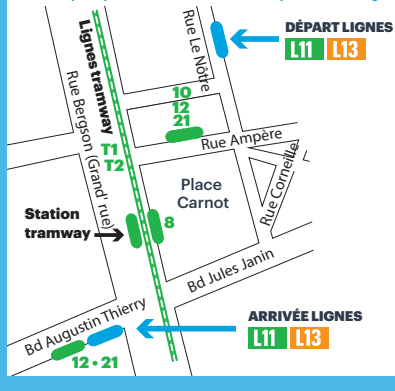 DÉPART LIGNES
L11 L13
Rue Le Nôtre
Lignes tramway
Rue Bergson (Grand' rue)
10
12
21
Rue Ampère
T1
T2
Place
Carnot
Rue Corneille
Station
tramway
8
Bd Jules Janin
Bd Augustin Thierry
12 • 21
ARRIVÉE LIGNES
L11 L13